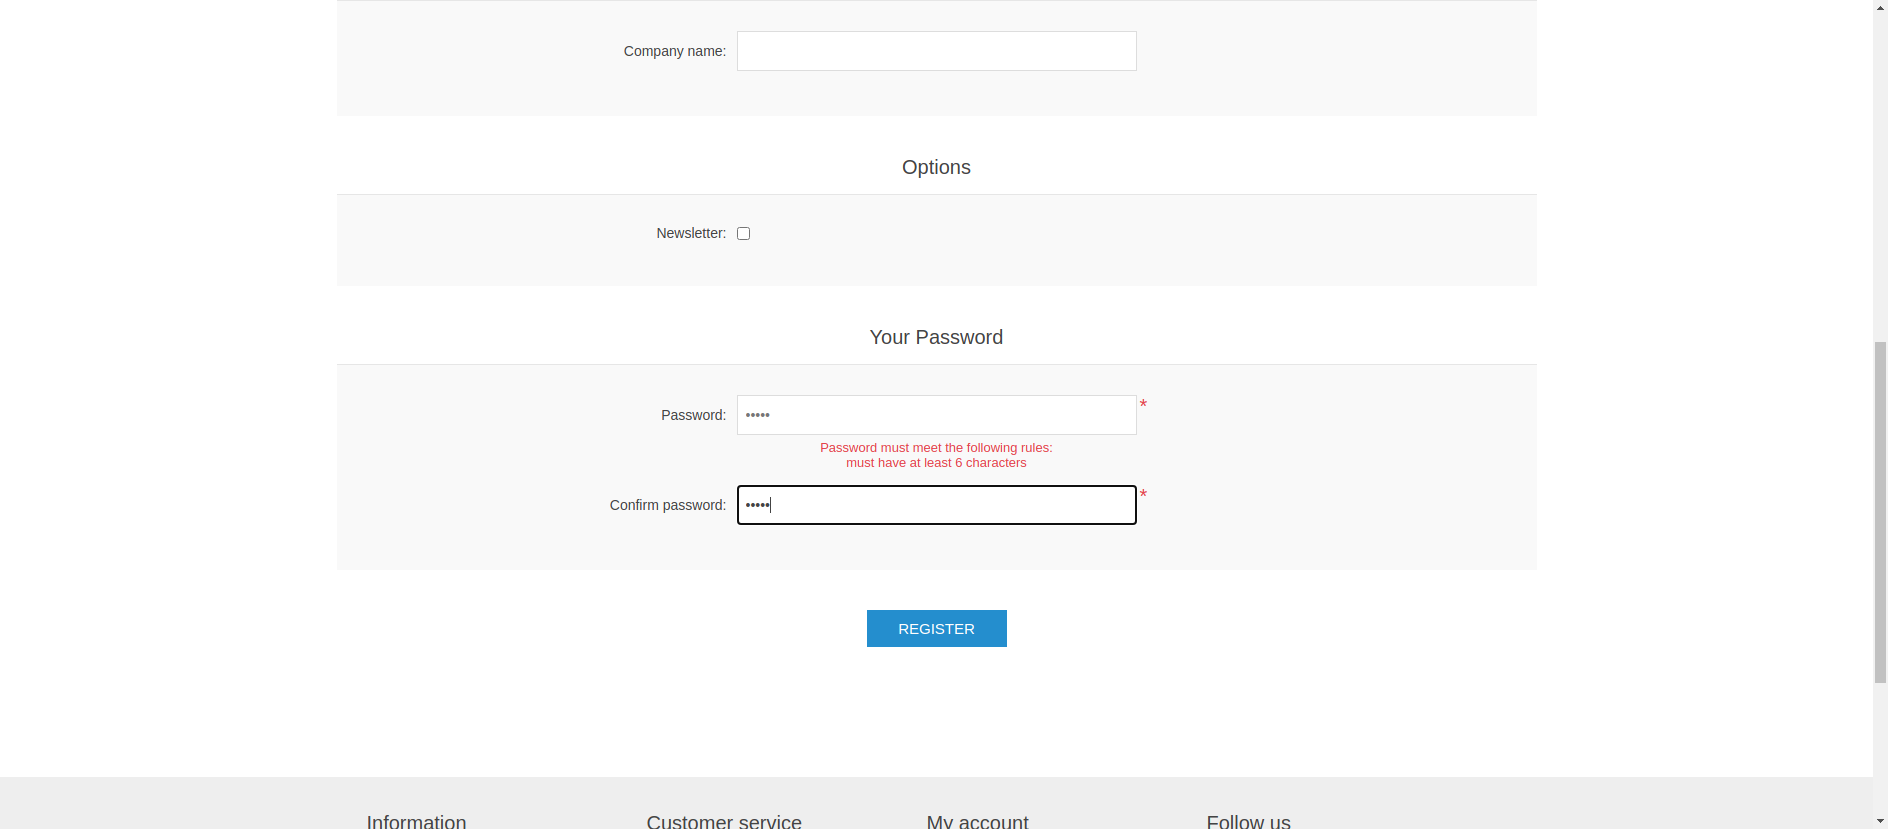 Company name:
Options
Newsletter:
Your Password
Password: ••••• *
Password must meet the following rules:
must have at least 6 characters
Confirm password: ••••• *
REGISTER
Information Customer service My account Follow us